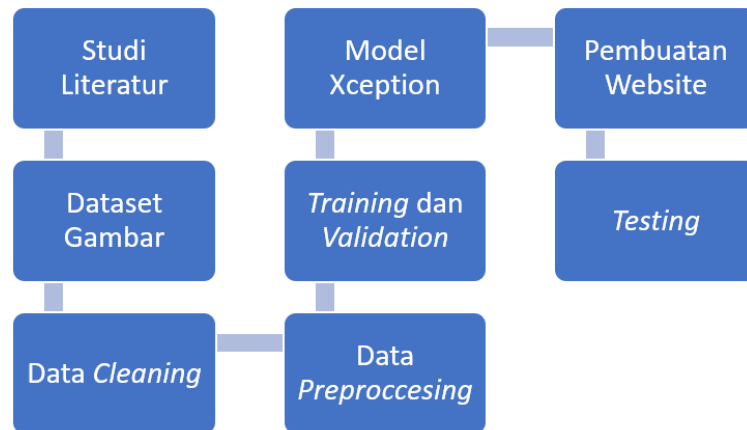 Studi
Literatur
Dataset
Gambar
Data Cleaning
Data
Preproccesing
Training dan
Validation
Model
Xception
Pembuatan
Website
Testing